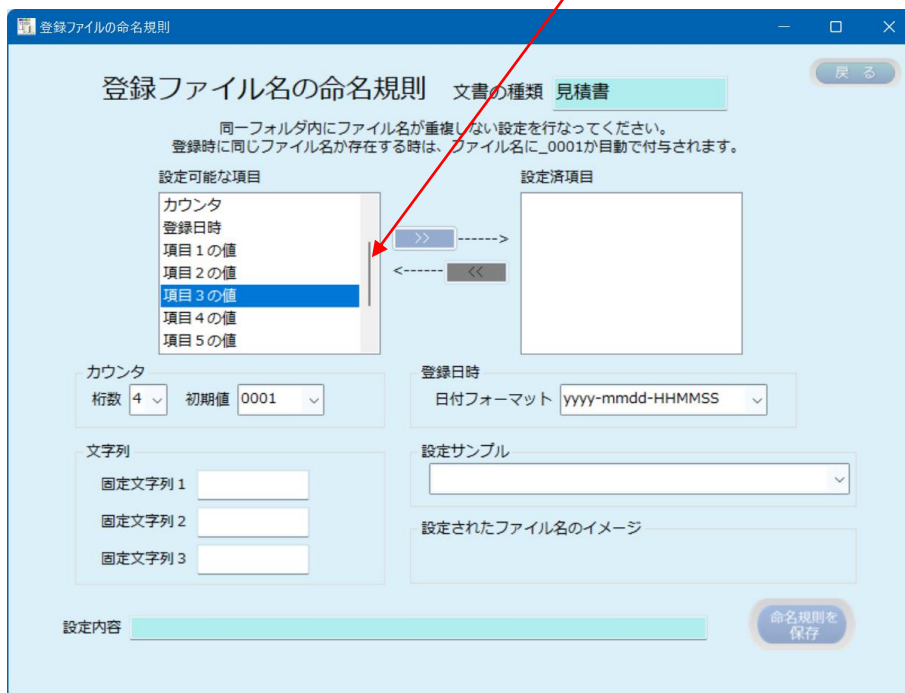 登録ファイルの命名規則
戻る
登録ファイル名の命名規則 文書の種類 見積書
同一フォルダ内にファイル名が重複しない設定を行なってください。
登録時に同じファイル名が存在する時は、ファイル名に_0001が自動で付与されます。
設定可能な項目 設定済項目
カウンタ
登録日時
項目1の値
項目2の値
項目3の値
項目4の値
項目5の値
>> ------>
<------ <<
カウンタ
桁数 4 初期値 0001
登録日時
日付フォーマット yyyy-mmdd-HHMMSS
文字列
固定文字列1
固定文字列2
固定文字列3
設定サンプル
設定されたファイル名のイメージ
設定内容
命名規則を
保存